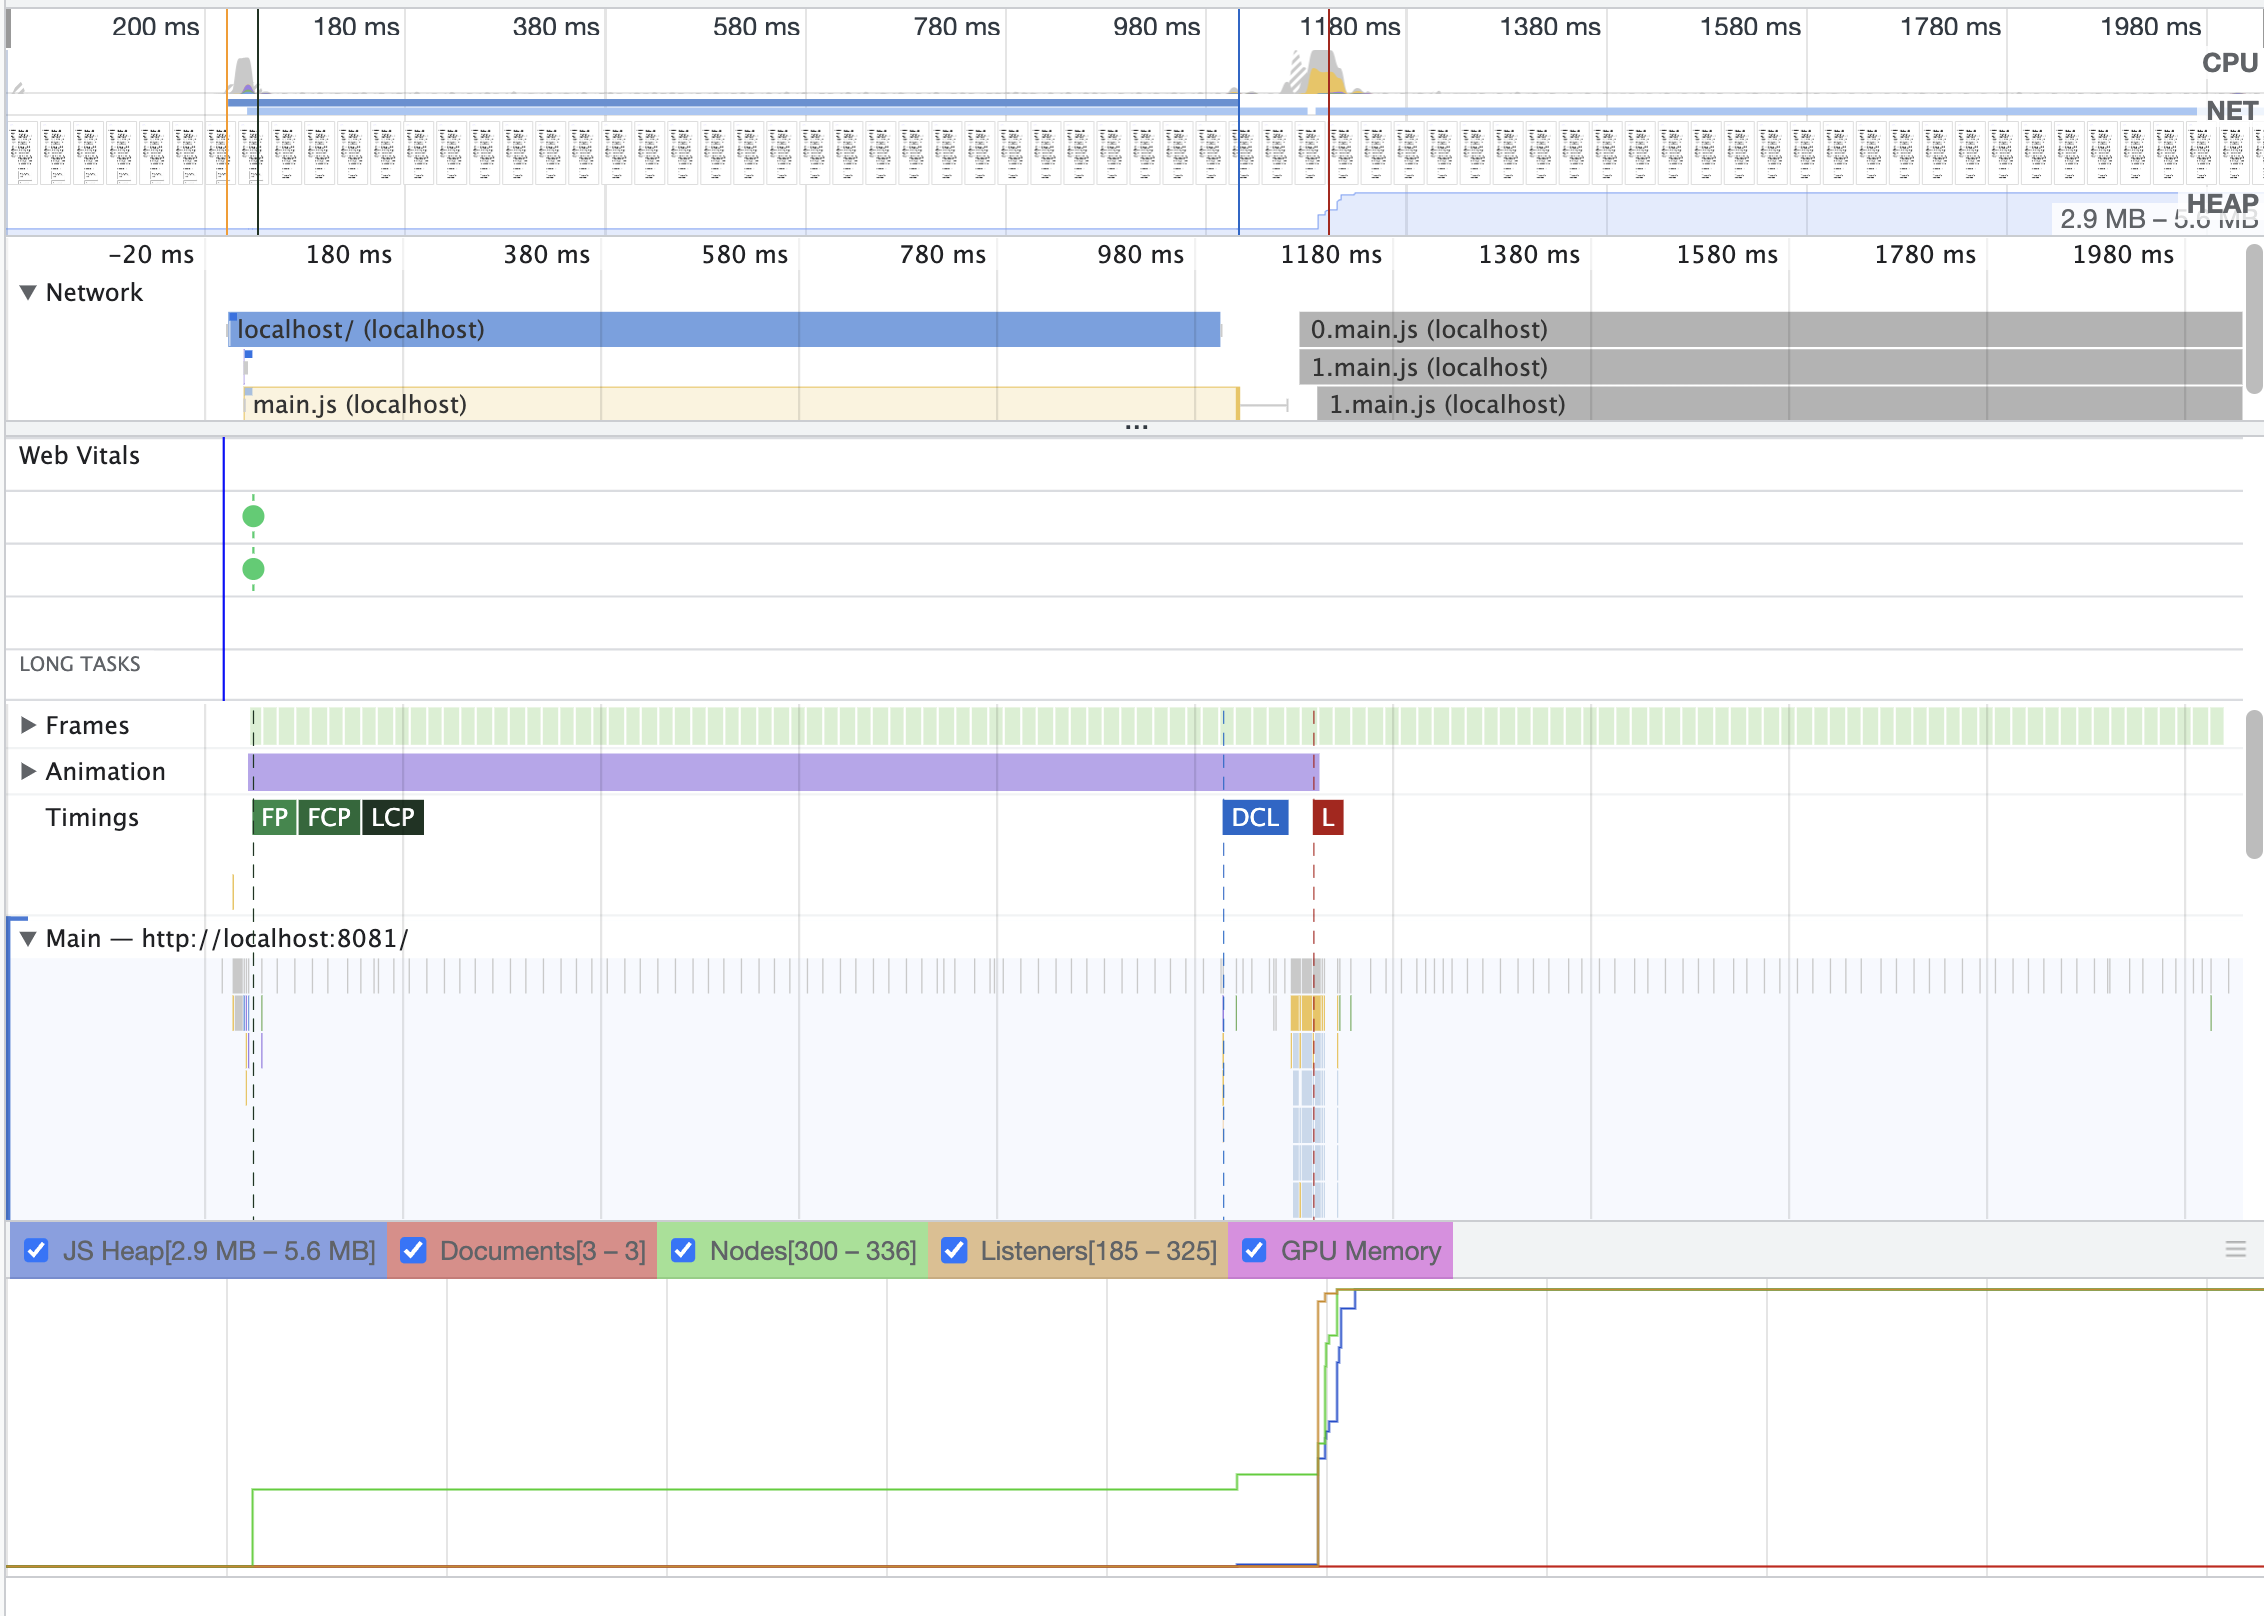 200 ms 180 ms 380 ms 580 ms 780 ms 980 ms 1180 ms 1380 ms 1580 ms 1780 ms 1980 ms
CPU
NET
HEAP
2.9 MB – 5.6 MB
−20 ms 180 ms 380 ms 580 ms 780 ms 980 ms 1180 ms 1380 ms 1580 ms 1780 ms 1980 ms
Network
localhost/ (localhost) 0.main.js (localhost)
1.main.js (localhost)
main.js (localhost) 1.main.js (localhost)
...
Web Vitals
LONG TASKS
Frames
Animation
Timings FP FCP LCP DCL L
Main — http://localhost:8081/
JS Heap[2.9 MB – 5.6 MB] Documents[3 – 3] Nodes[300 – 336] Listeners[185 – 325] GPU Memory